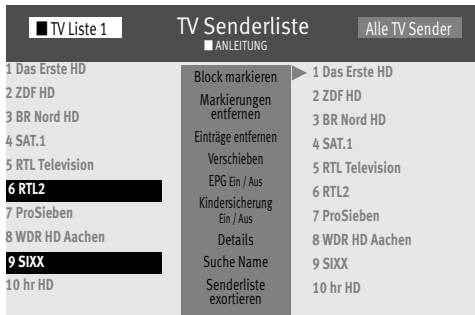 TV Liste 1
TV Senderliste
ANLEITUNG
Alle TV Sender
1 Das Erste HD
2 ZDF HD
3 BR Nord HD
4 SAT.1
5 RTL Television
6 RTL2
7 ProSieben
8 WDR HD Aachen
9 SIXX
10 hr HD
Block markieren
Markierungen
entfernen
Einträge entfernen
Verschieben
EPG Ein / Aus
Kindersicherung
Ein / Aus
Details
Suche Name
Senderliste
exortieren
1 Das Erste HD
2 ZDF HD
3 BR Nord HD
4 SAT.1
5 RTL Television
6 RTL2
7 ProSieben
8 WDR HD Aachen
9 SIXX
10 hr HD